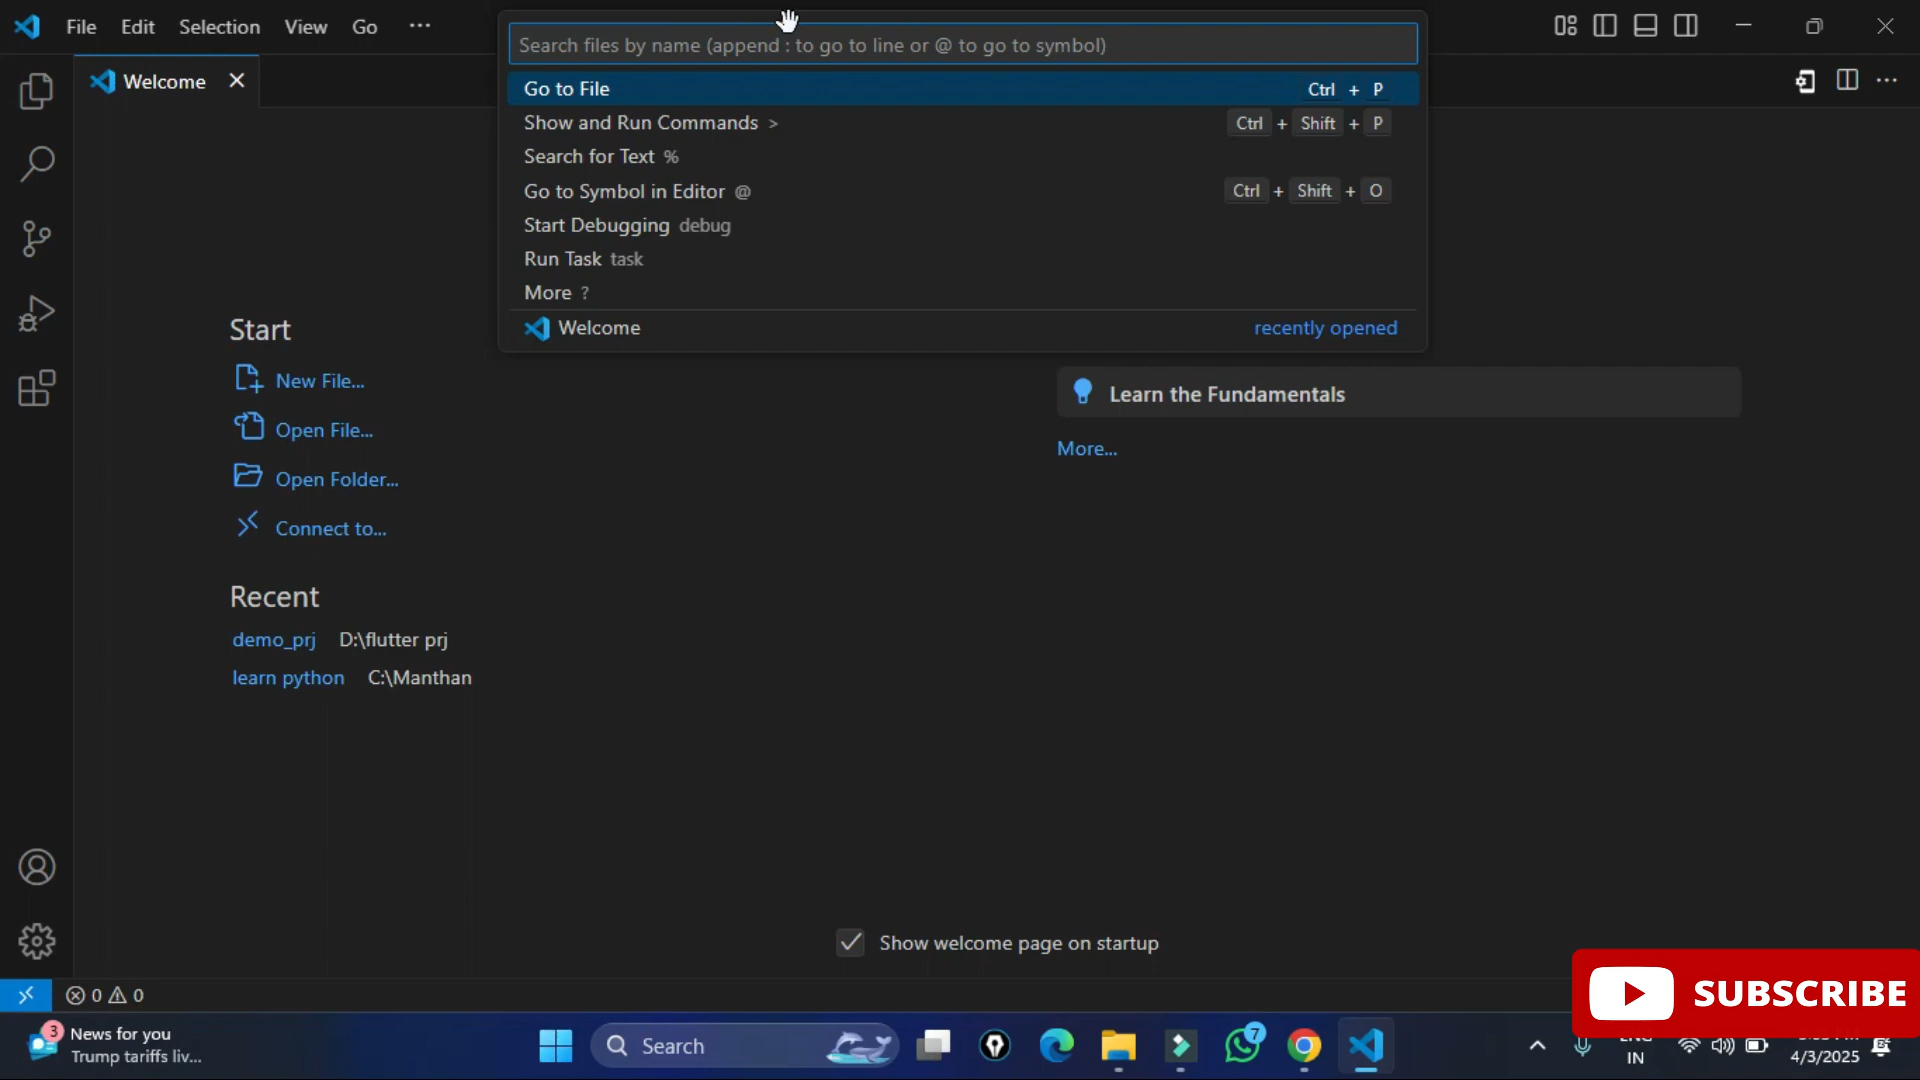 File Edit Selection View Go ...
Search files by name (append : to go to line or @ to go to symbol)
Go to File Ctrl + P
Show and Run Commands > Ctrl + Shift + P
Search for Text %
Go to Symbol in Editor @ Ctrl + Shift + O
Start Debugging debug
Run Task task
More ?
Welcome recently opened
Welcome
Start
New File...
Open File...
Open Folder...
Connect to...
Recent
demo_prj D:\flutter prj
learn python C:\Manthan
Learn the Fundamentals
More...
Show welcome page on startup
0 0
SUBSCRIBE
3
News for you
Trump tariffs liv...
Search
7
IN
4/3/2025